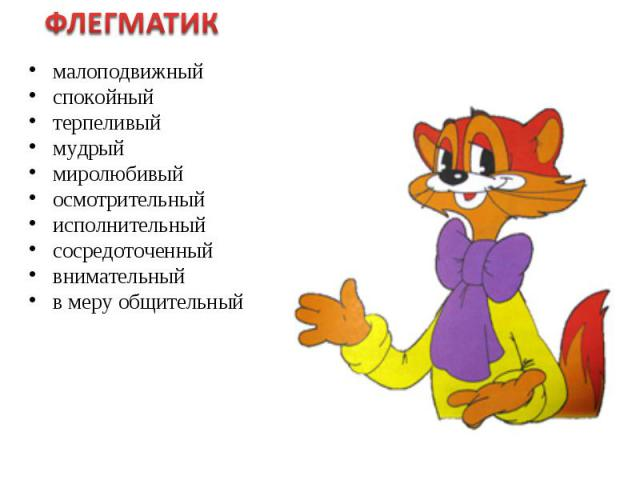 ФЛЕГМАТИК
• малоподвижный
• спокойный
• терпеливый
• мудрый
• миролюбивый
• осмотрительный
• исполнительный
• сосредоточенный
• внимательный
• в меру общительный